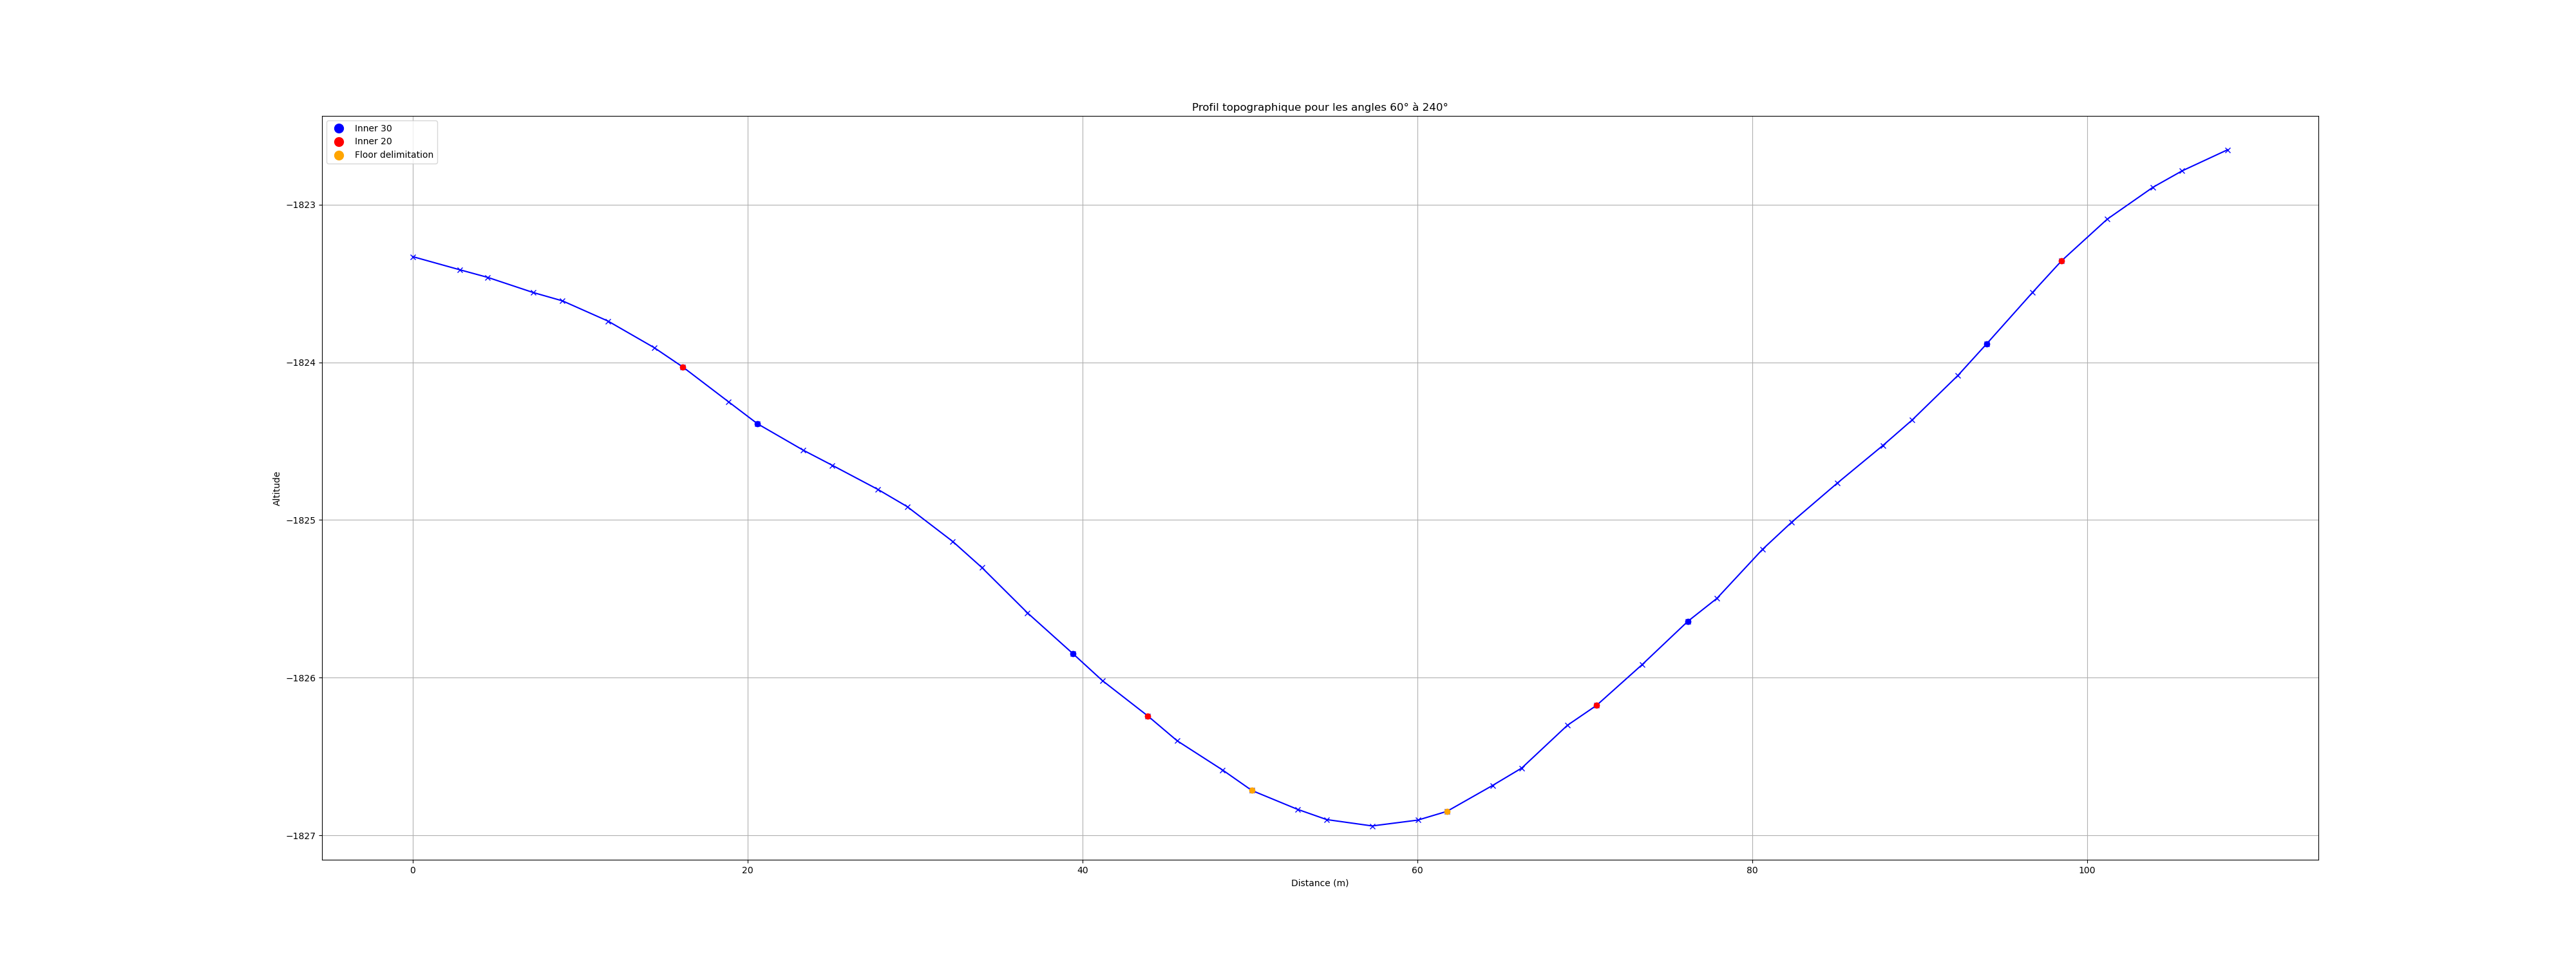 Profil topographique pour les angles 60° à 240°
Inner 30
Inner 20
Floor delimitation
−1823
−1824
−1825
−1826
−1827
Altitude
0 20 40 60 80 100
Distance (m)